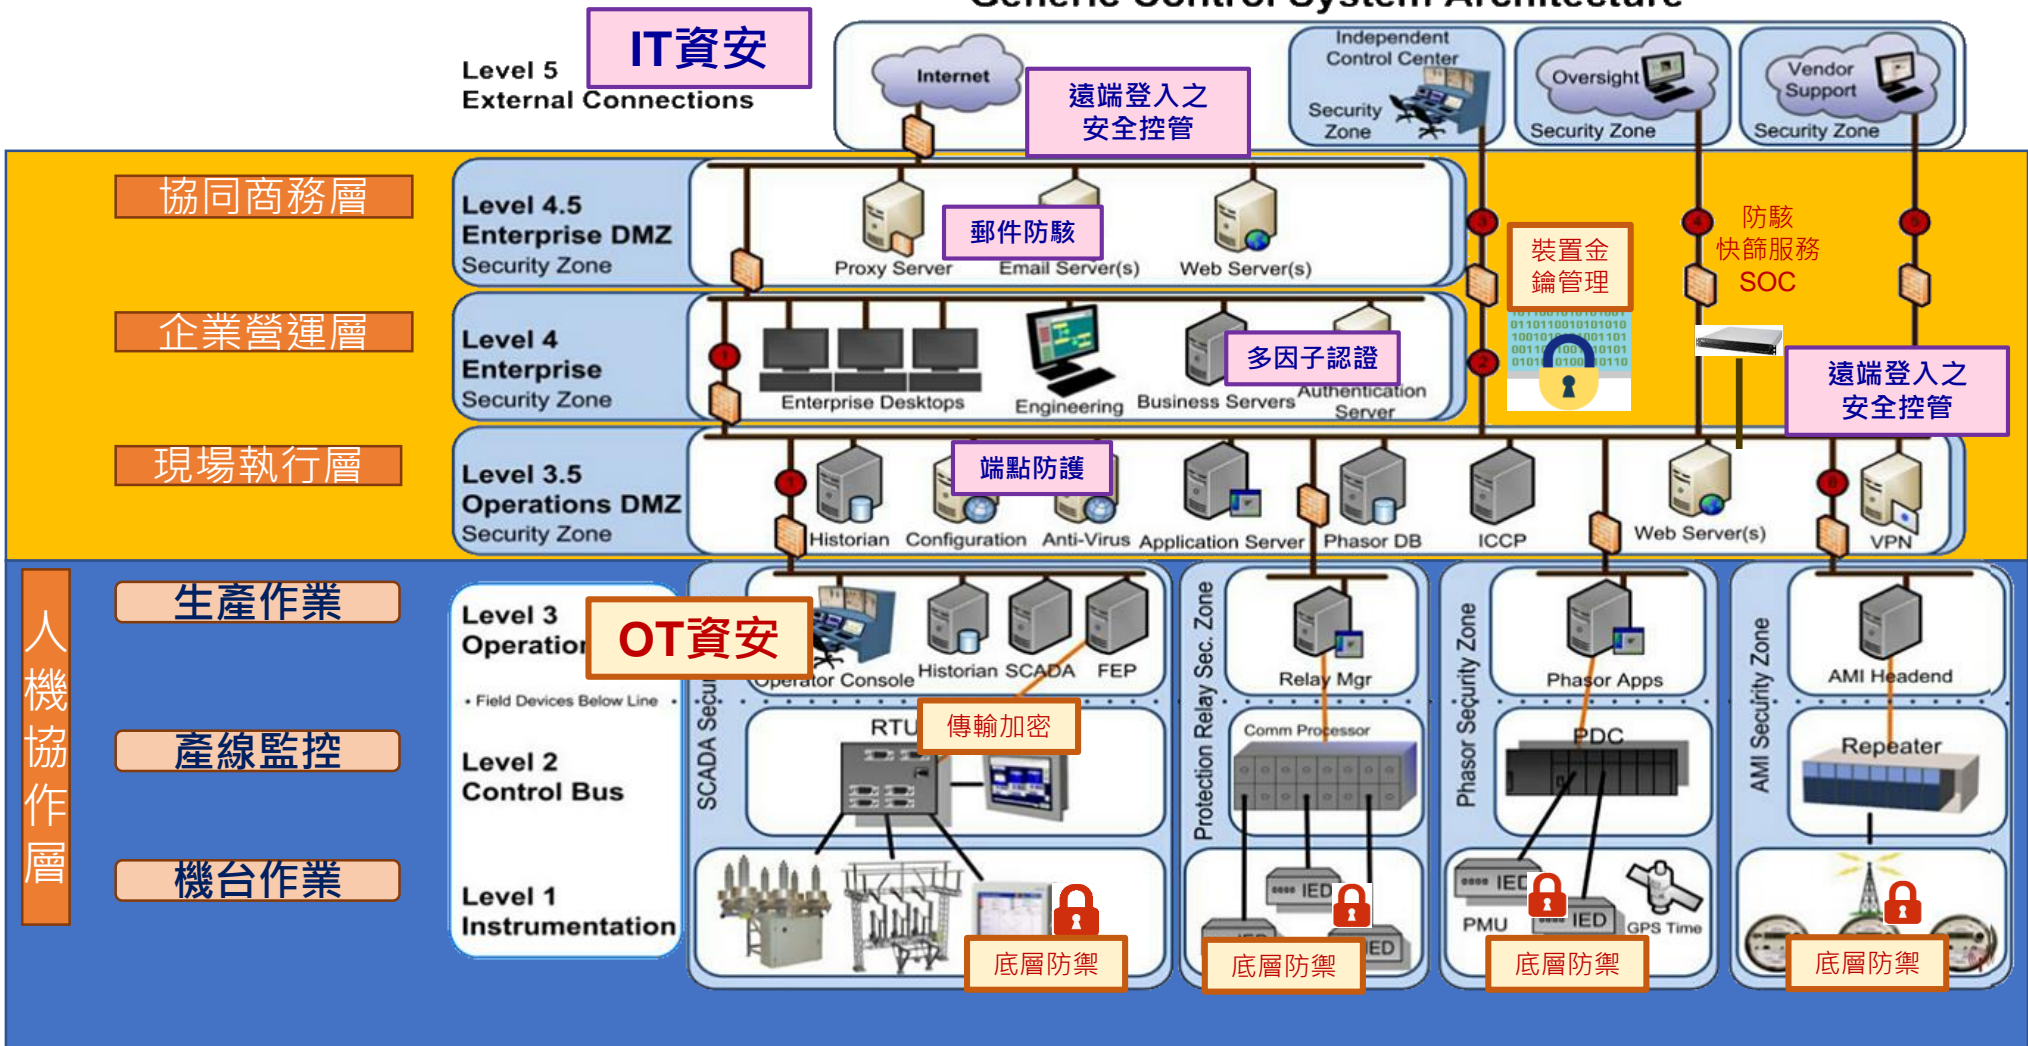 Generic Control System Architecture
IT資安
Level 5
External Connections
Internet
遠端登入之
安全控管
Independent
Control Center
Security
Zone
Oversight
Security Zone
Vendor
Support
Security Zone
協同商務層
Level 4.5
Enterprise DMZ
Security Zone
Proxy Server
郵件防駭
Email Server(s)
Web Server(s)
3
裝置金
鑰管理
4
防駭
快篩服務
SOC
5
企業營運層
Level 4
Enterprise
Security Zone
1
Enterprise Desktops
Engineering
Business Servers
多因子認證
Authentication
Server
2
011011001010101010
遠端登入之
安全控管
現場執行層
Level 3.5
Operations DMZ
Security Zone
Historian
Configuration
端點防護
Anti-Virus
Application Server
Phasor DB
ICCP
Web Server(s)
VPN
人機協作層
生產作業
Level 3
Operation
OT資安
• Field Devices Below Line •
SCADA Secur
Operator Console
Historian
SCADA
FEP
Protection Relay Sec. Zone
Relay Mgr
Phasor Security Zone
Phasor Apps
AMI Security Zone
AMI Headend
產線監控
Level 2
Control Bus
RTU
傳輸加密
Comm Processor
PDC
Repeater
機台作業
Level 1
Instrumentation
底層防禦
IED
IED
底層防禦
IED
PMU
IED
GPS Time
底層防禦
底層防禦